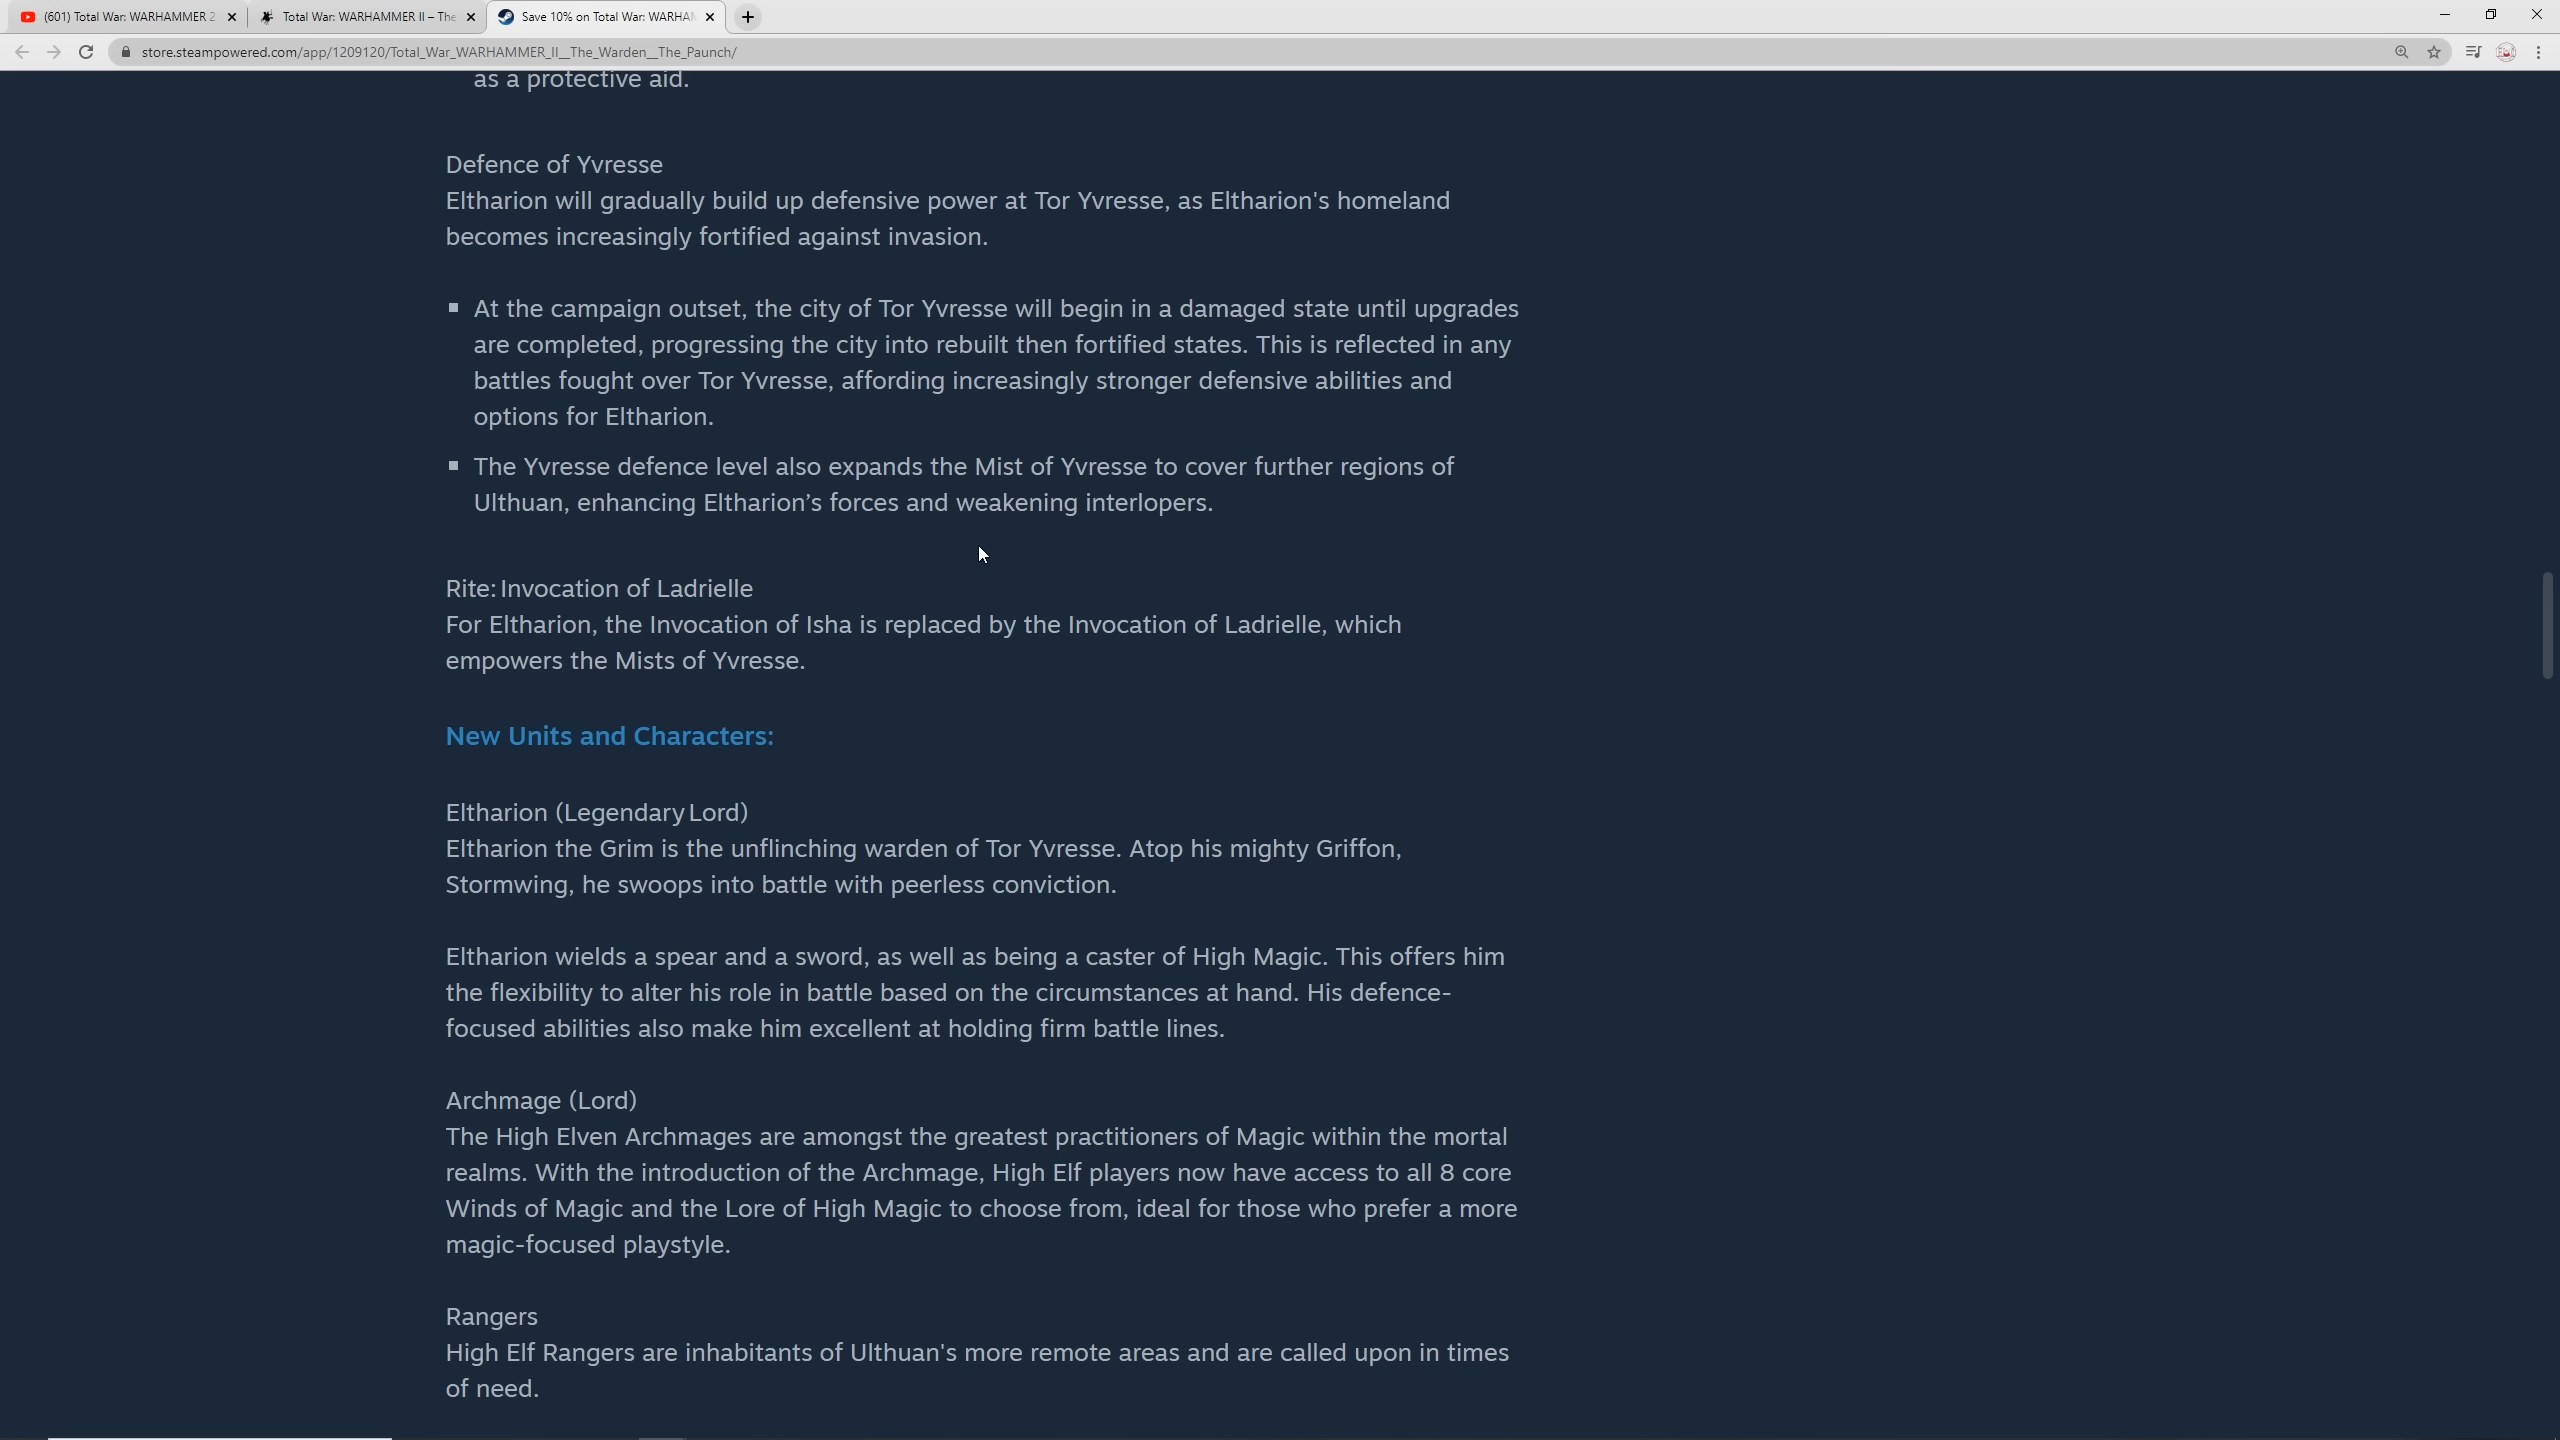 (601) Total War: WARHAMMER 2
Total War: WARHAMMER II – The
Save 10% on Total War: WARHA
store.steampowered.com/app/1209120/Total_War_WARHAMMER_II__The_Warden__The_Paunch/
as a protective aid.
Defence of Yvresse
Eltharion will gradually build up defensive power at Tor Yvresse, as Eltharion's homeland
becomes increasingly fortified against invasion.
At the campaign outset, the city of Tor Yvresse will begin in a damaged state until upgrades
are completed, progressing the city into rebuilt then fortified states. This is reflected in any
battles fought over Tor Yvresse, affording increasingly stronger defensive abilities and
options for Eltharion.
The Yvresse defence level also expands the Mist of Yvresse to cover further regions of
Ulthuan, enhancing Eltharion’s forces and weakening interlopers.
Rite: Invocation of Ladrielle
For Eltharion, the Invocation of Isha is replaced by the Invocation of Ladrielle, which
empowers the Mists of Yvresse.
New Units and Characters:
Eltharion (Legendary Lord)
Eltharion the Grim is the unflinching warden of Tor Yvresse. Atop his mighty Griffon,
Stormwing, he swoops into battle with peerless conviction.
Eltharion wields a spear and a sword, as well as being a caster of High Magic. This offers him
the flexibility to alter his role in battle based on the circumstances at hand. His defence-
focused abilities also make him excellent at holding firm battle lines.
Archmage (Lord)
The High Elven Archmages are amongst the greatest practitioners of Magic within the mortal
realms. With the introduction of the Archmage, High Elf players now have access to all 8 core
Winds of Magic and the Lore of High Magic to choose from, ideal for those who prefer a more
magic-focused playstyle.
Rangers
High Elf Rangers are inhabitants of Ulthuan's more remote areas and are called upon in times
of need.